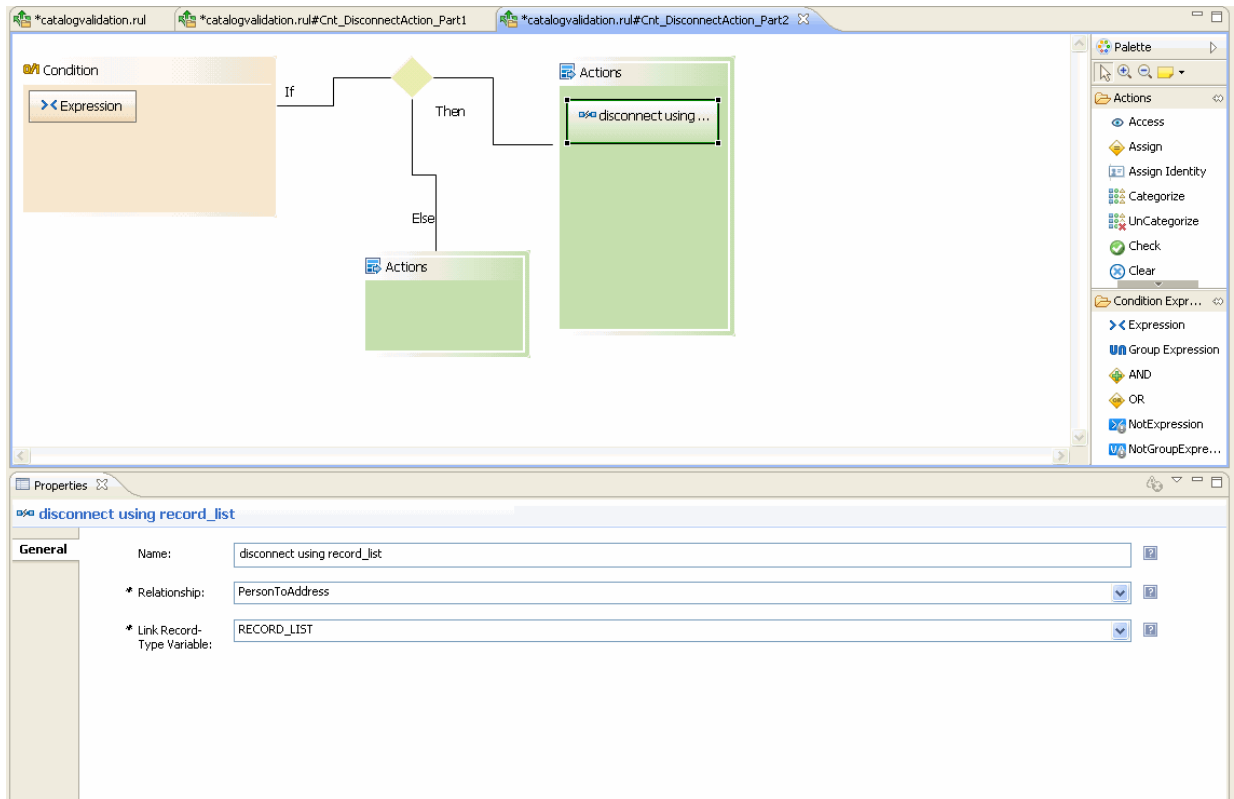 *catalogvalidation.rul
*catalogvalidation.rul#Cnt_DisconnectAction_Part1
*catalogvalidation.rul#Cnt_DisconnectAction_Part2
Condition
Expression
If
Then
Else
Actions
disconnect using ...
Actions
Palette
Actions
Access
Assign
Assign Identity
Categorize
UnCategorize
Check
Clear
Condition Expr...
Expression
Group Expression
AND
OR
NotExpression
NotGroupExpre...
Properties
disconnect using record_list
General
Name: disconnect using record_list
* Relationship: PersonToAddress
* Link Record- RECORD_LIST
Type Variable: